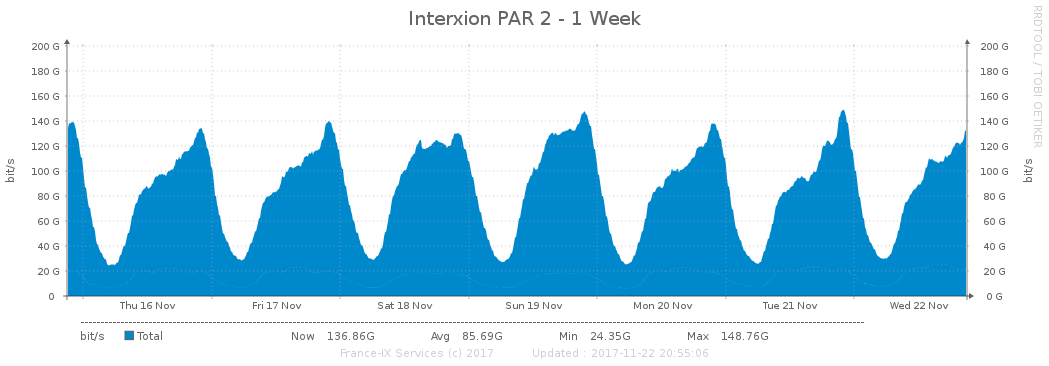 Interxion PAR 2 - 1 Week
RRDTOOL / TOBI OETIKER
200 G 200 G
180 G 180 G
160 G 160 G
140 G 140 G
120 G 120 G
100 G 100 G
80 G 80 G
60 G 60 G
40 G 40 G
20 G 20 G
0 0 G
bit/s
bit/s
Thu 16 Nov Fri 17 Nov Sat 18 Nov Sun 19 Nov Mon 20 Nov Tue 21 Nov Wed 22 Nov
bit/s Total Now 136.86G Avg 85.69G Min 24.35G Max 148.76G
France-IX Services (c) 2017 Updated : 2017-11-22 20:55:06